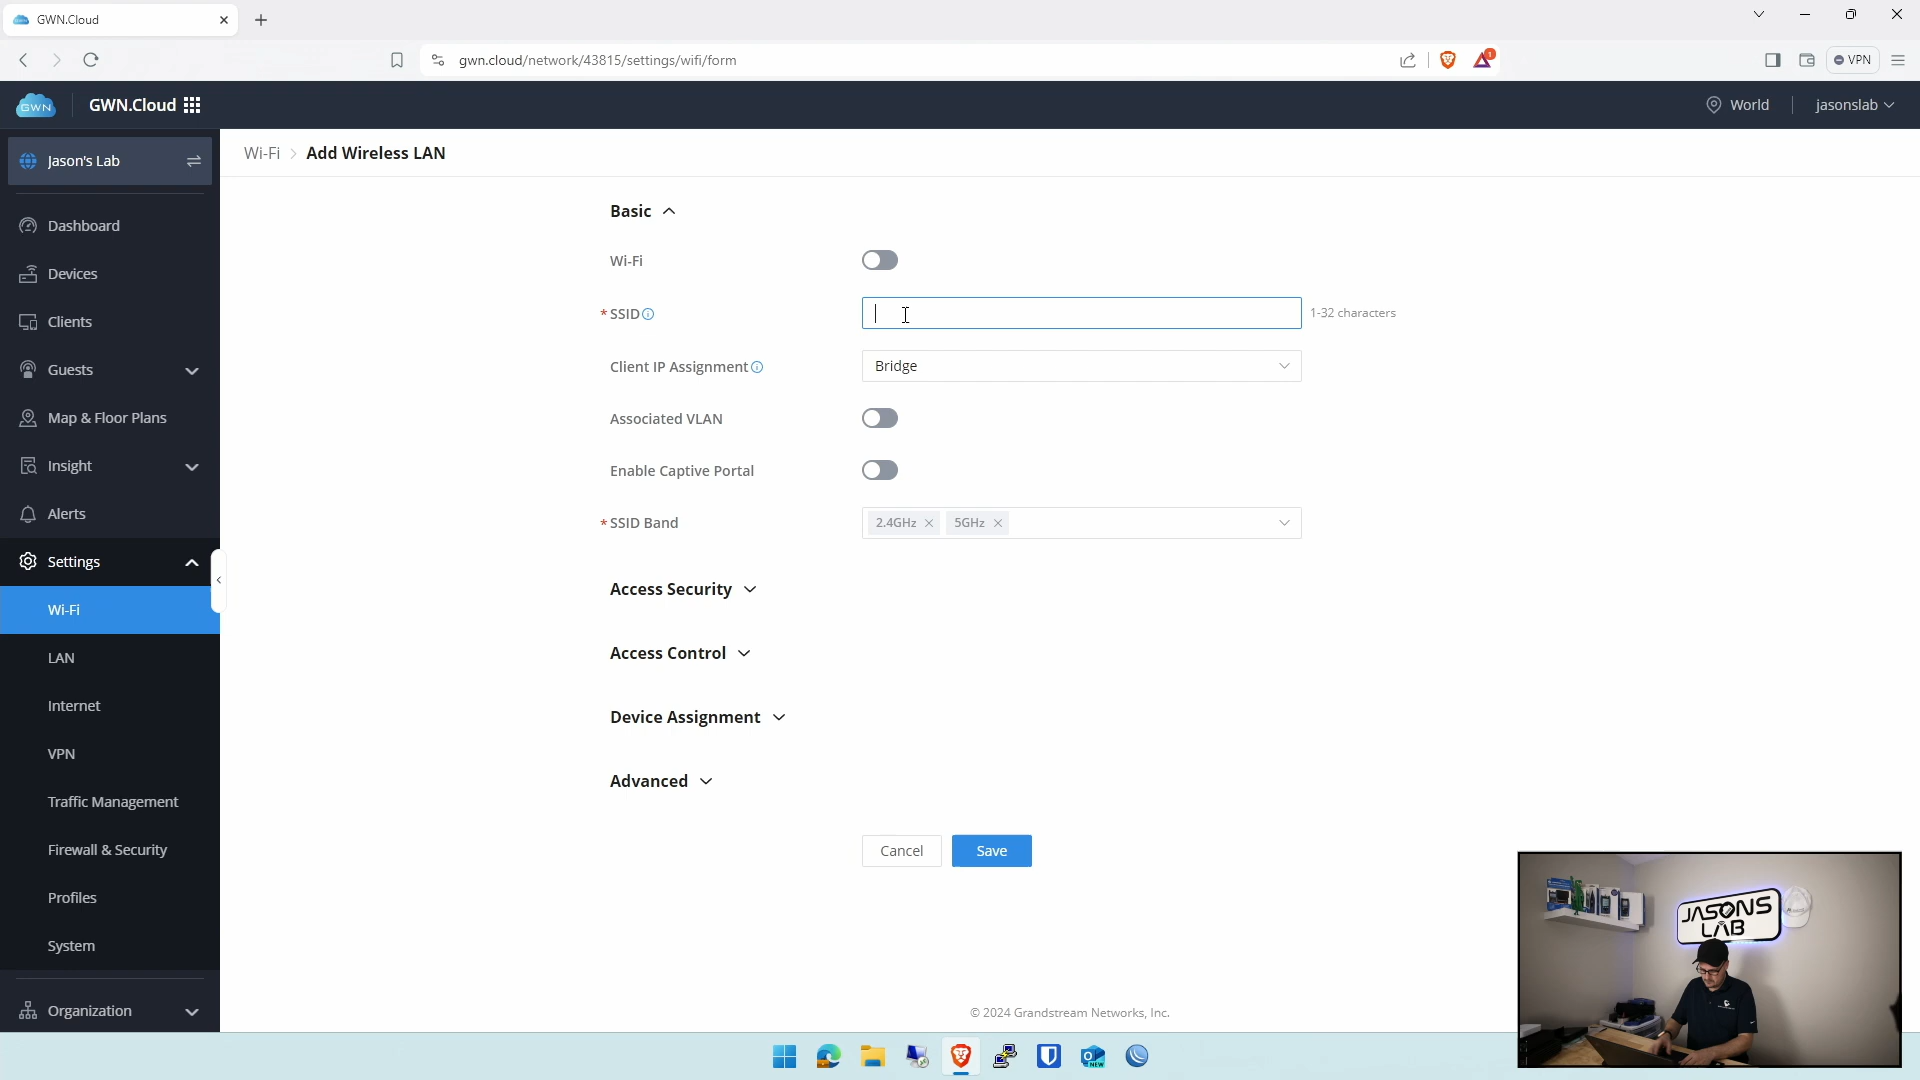 GWN.Cloud
gwn.cloud/network/43815/settings/wifi/form
1
VPN
GWN
GWN.Cloud
World
jasonslab
Jason's Lab
Wi-Fi > Add Wireless LAN
Dashboard
Devices
Clients
Guests
Map & Floor Plans
Insight
Alerts
Settings
Wi-Fi
LAN
Internet
VPN
Traffic Management
Firewall & Security
Profiles
System
Organization
Basic
Wi-Fi
* SSID
1-32 characters
Client IP Assignment
Bridge
Associated VLAN
Enable Captive Portal
* SSID Band
2.4GHz × 5GHz ×
Access Security
Access Control
Device Assignment
Advanced
Cancel
Save
© 2024 Grandstream Networks, Inc.
JASONS
LAB
NEW